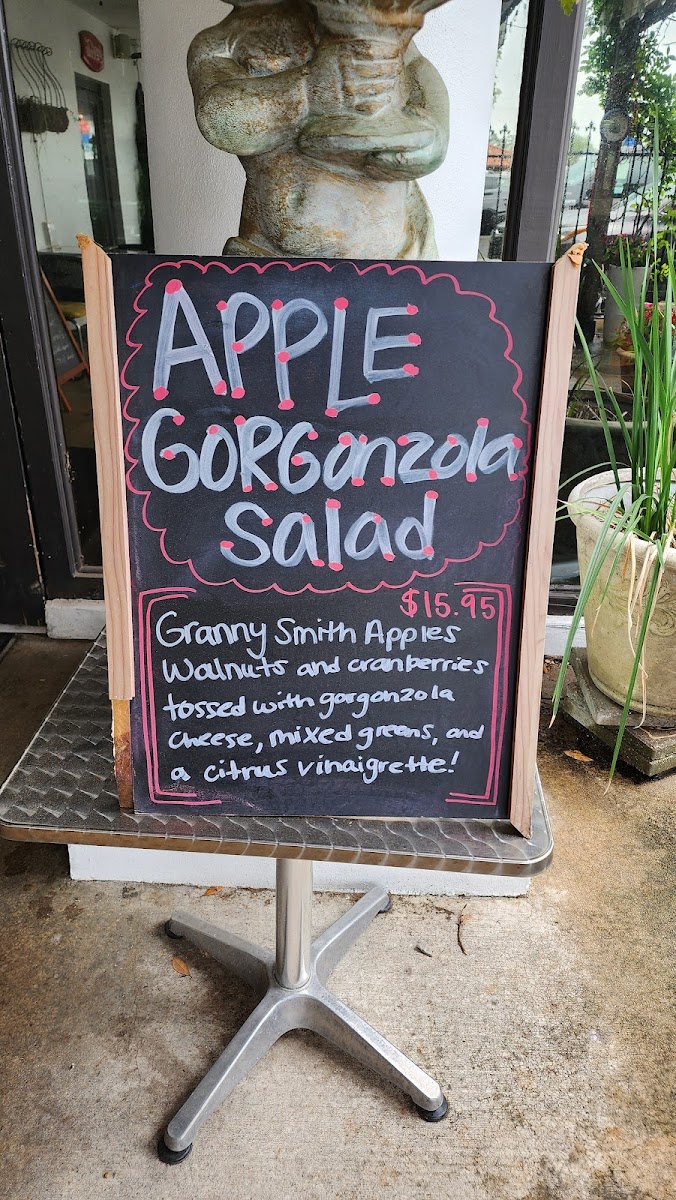 APPLE
GORGonzola
Salad
$15.95
Granny Smith Apples
Walnuts and cranberries
tossed with gorgonzola
cheese, mixed greens, and
a citrus vinaigrette!